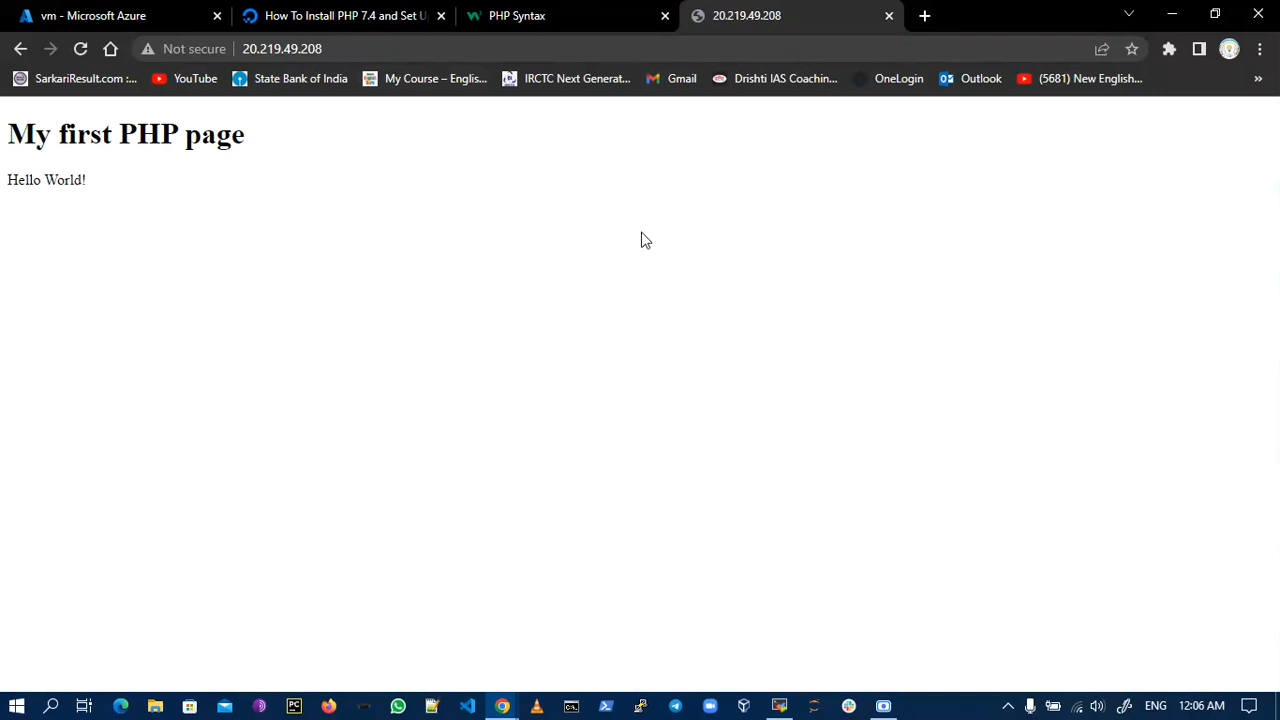 vm - Microsoft Azure
How To Install PHP 7.4 and Set U
PHP Syntax
20.219.49.208
Not secure
20.219.49.208
SarkariResult.com :...
YouTube
State Bank of India
My Course – Englis...
IRCTC Next Generat...
Gmail
Drishti IAS Coachin...
OneLogin
Outlook
(5681) New English...
»
My first PHP page
Hello World!
ENG
12:06 AM